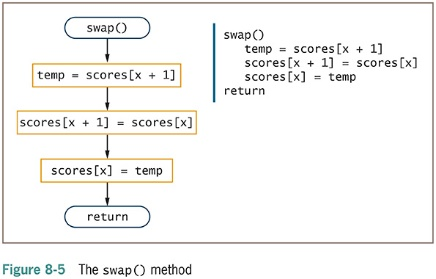 swap()
temp = scores[x + 1]
scores[x + 1] = scores[x]
scores[x] = temp
return
swap()
temp = scores[x + 1]
scores[x + 1] = scores[x]
scores[x] = temp
return
Figure 8-5 The swap() method